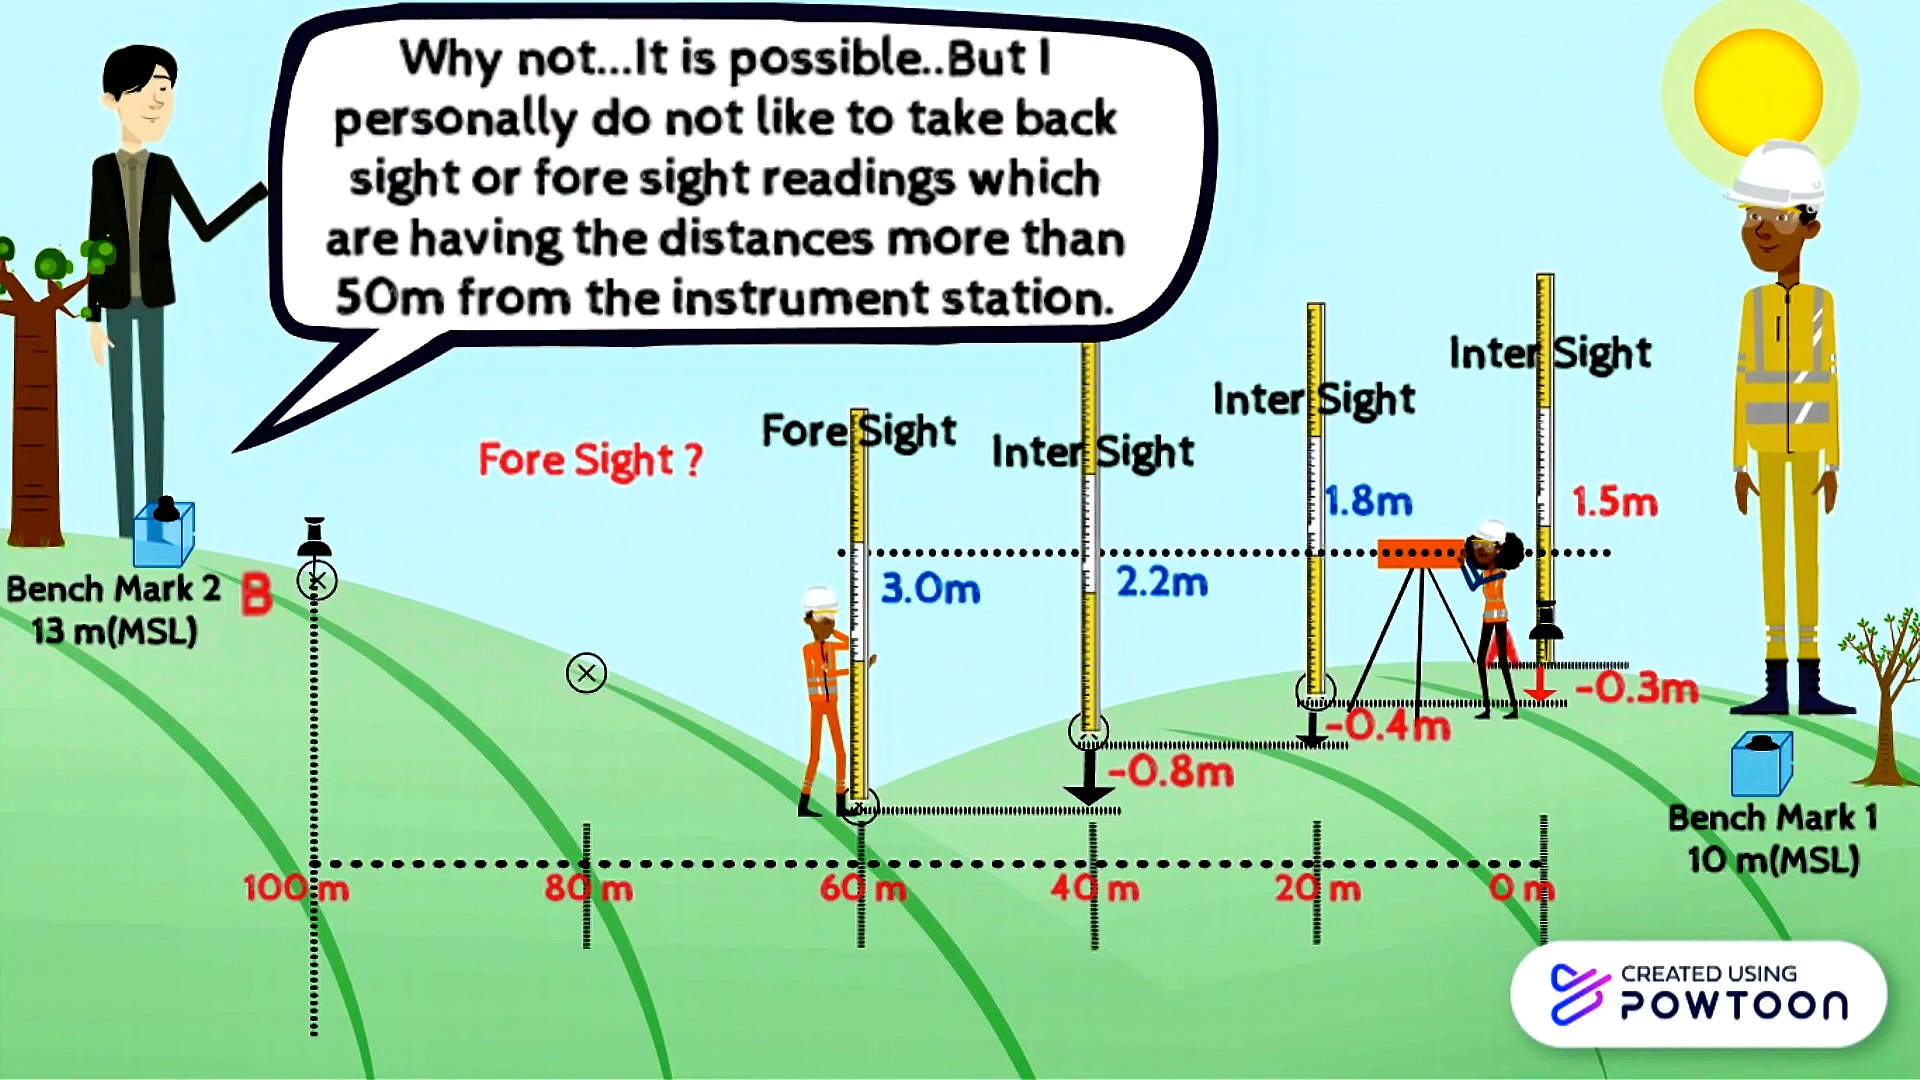 Why not...It is possible..But I
personally do not like to take back
sight or fore sight readings which
are having the distances more than
50m from the instrument station.
Inter Sight
Inter Sight
Fore Sight
Inter Sight
Fore Sight ?
1.8m
1.5m
3.0m
2.2m
Bench Mark 2
13 m(MSL)
B
A
-0.3m
-0.4m
-0.8m
Bench Mark 1
10 m(MSL)
100 m
80 m
60 m
40 m
20 m
0 m
CREATED USING
POWTOON